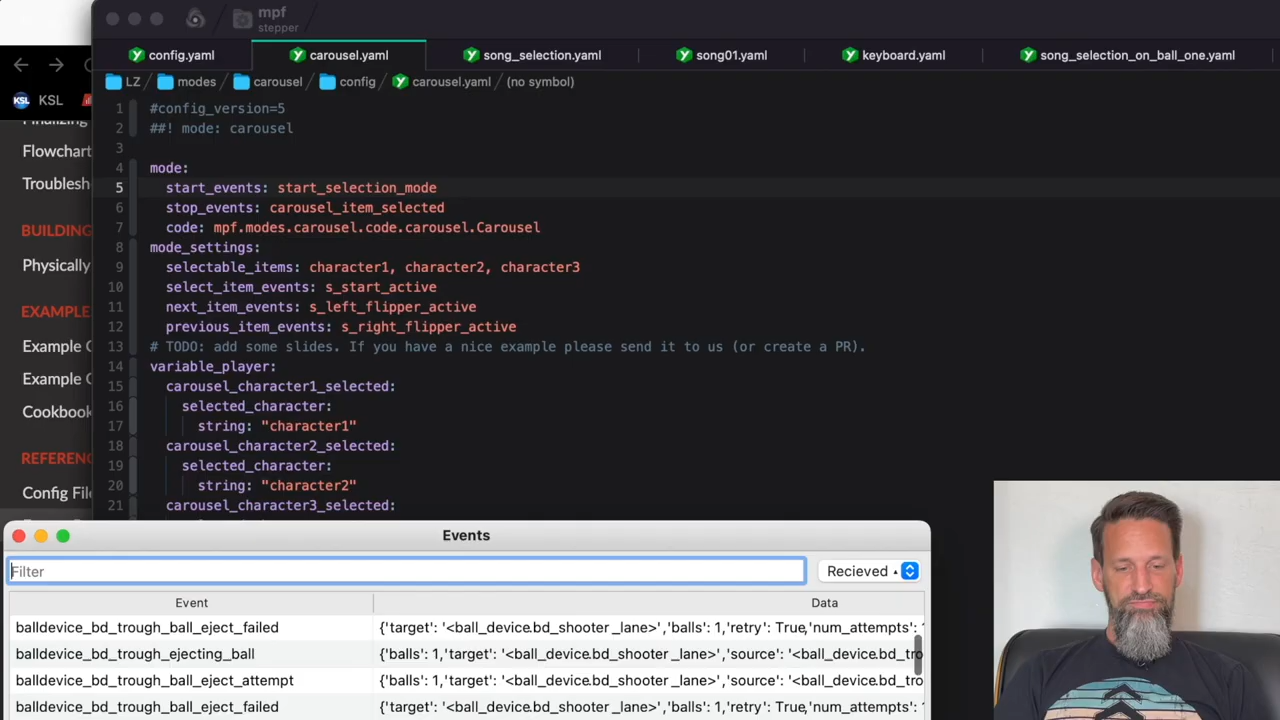 mpf
stepper
config.yaml
carousel.yaml
song_selection.yaml
song01.yaml
keyboard.yaml
song_selection_on_ball_one.yaml
LZ
modes
carousel
config
carousel.yaml
(no symbol)
KSL
Flowchart
Troublesh
BUILDING
Physically
EXAMPLE
Example C
Example C
Cookbook
REFEREN
Config File
1 #config_version=5
2 ##! mode: carousel
3
4 mode:
5 start_events: start_selection_mode
6 stop_events: carousel_item_selected
7 code: mpf.modes.carousel.code.carousel.Carousel
8 mode_settings:
9 selectable_items: character1, character2, character3
10 select_item_events: s_start_active
11 next_item_events: s_left_flipper_active
12 previous_item_events: s_right_flipper_active
13 # TODO: add some slides. If you have a nice example please send it to us (or create a PR).
14 variable_player:
15 carousel_character1_selected:
16 selected_character:
17 string: "character1"
18 carousel_character2_selected:
19 selected_character:
20 string: "character2"
21 carousel_character3_selected:
Events
Filter
Recieved
Event
Data
balldevice_bd_trough_ball_eject_failed {'target': '<ball_device.bd_shooter_lane>','balls': 1,'retry': True,'num_attempts':
balldevice_bd_trough_ejecting_ball {'balls': 1,'target': '<ball_device.bd_shooter_lane>','source': '<ball_device.bd_tro
balldevice_bd_trough_ball_eject_attempt {'balls': 1,'target': '<ball_device.bd_shooter_lane>','source': '<ball_device.bd_tro
balldevice_bd_trough_ball_eject_failed {'target': '<ball_device.bd_shooter_lane>','balls': 1,'retry': True,'num_attempts':